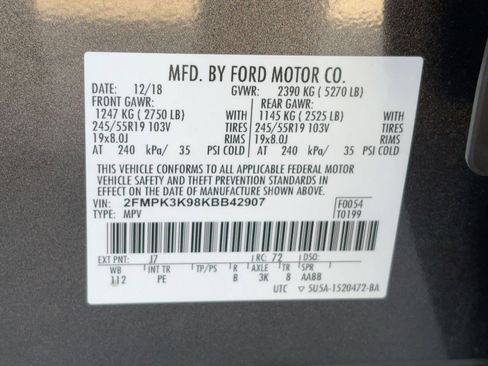 MFD. BY FORD MOTOR CO.
DATE: 12/18 GVWR: 2390 KG ( 5270 LB)
FRONT GAWR: REAR GAWR:
1247 KG ( 2750 LB) WITH 1145 KG ( 2525 LB) WITH
245/55R19 103V TIRES 245/55R19 103V TIRES
19x8.0J RIMS 19x8.0J RIMS
AT 240 kPa/ 35 PSI COLD AT 240 kPa/ 35 PSI COLD
THIS VEHICLE CONFORMS TO ALL APPLICABLE FEDERAL MOTOR
VEHICLE SAFETY AND THEFT PREVENTION STANDARDS IN
EFFECT ON THE DATE OF MANUFACTURE SHOWN ABOVE.
VIN: 2FMPK3K98KBB42907 F0054
TYPE: MPV T0199
EXT PNT: J7 RC: 72 DSO:
WB INT TR TP/PS R AXLE TR SPR
112 PE B 3K 8 AABB
UTC ▽ 5U5A-1520472-BA